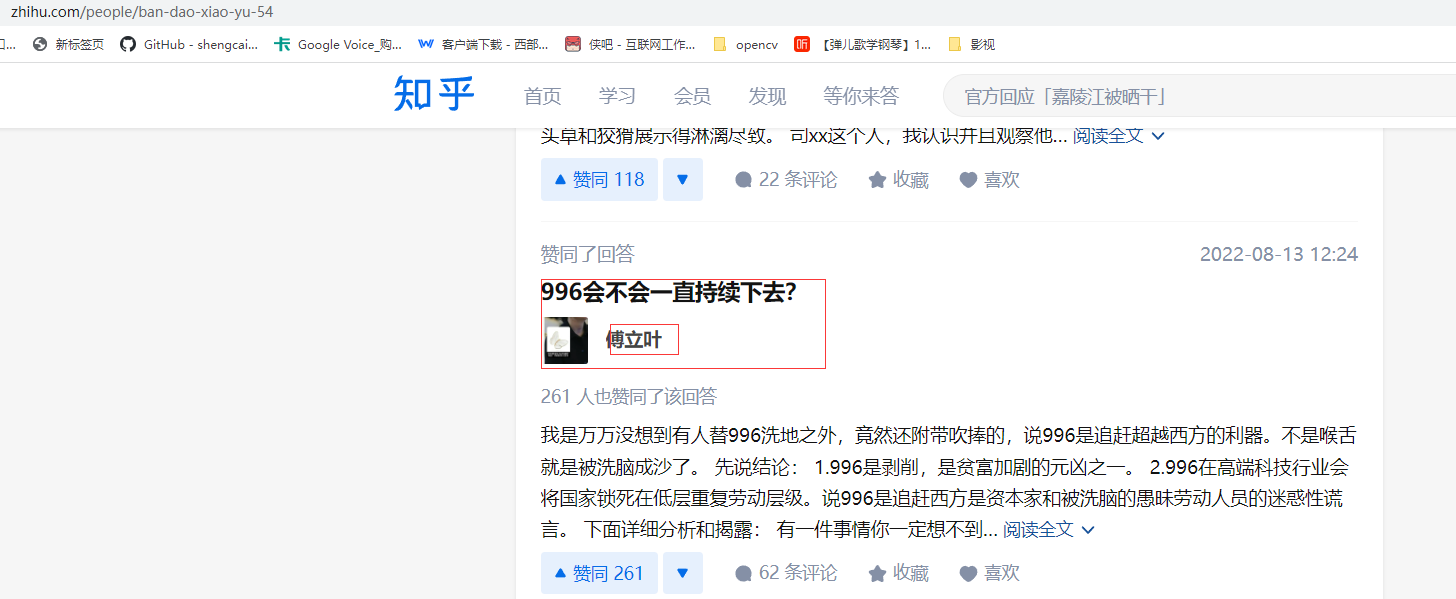 zhihu.com/people/ban-dao-xiao-yu-54
新标签页 GitHub - shengcai... Google Voice_购... 客户端下载 - 西部... 侠吧 - 互联网工作... opencv 【弹儿歌学钢琴】1... 影视
知乎 首页 学习 会员 发现 等你来答 官方回应「嘉陵江被晒干」
头草和狡猾展示得淋漓尽致。 司xx这个人，我认识并且观察他... 阅读全文
赞同 118 22 条评论 收藏 喜欢
赞同了回答 2022-08-13 12:24
996会不会一直持续下去？
傅立叶
261 人也赞同了该回答
我是万万没想到有人替996洗地之外，竟然还附带吹捧的，说996是追赶超越西方的利器。不是喉舌
就是被洗脑成沙了。 先说结论： 1.996是剥削，是贫富加剧的元凶之一。 2.996在高端科技行业会
将国家锁死在低层重复劳动层级。说996是追赶西方是资本家和被洗脑的愚昧劳动人员的迷惑性谎
言。 下面详细分析和揭露： 有一件事情你一定想不到... 阅读全文
赞同 261 62 条评论 收藏 喜欢